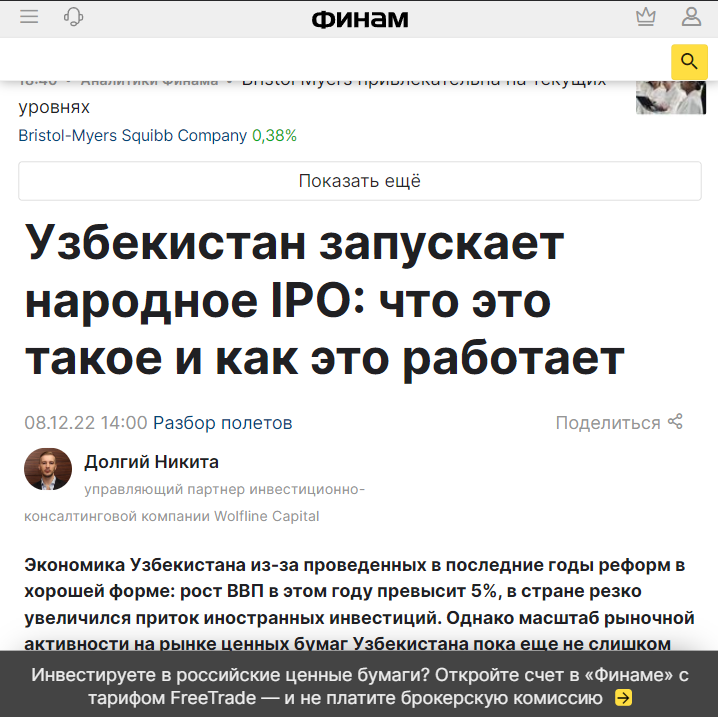 ФИНАМ
18:40 • Аналитики Финама • Bristol-Myers привлекательна на текущих
уровнях
Bristol-Myers Squibb Company 0,38%
Показать ещё
Узбекистан запускает
народное IPO: что это
такое и как это работает
08.12.22 14:00 Разбор полетов
Поделиться
Долгий Никита
управляющий партнер инвестиционно-
консалтинговой компании Wolfline Capital
Экономика Узбекистана из-за проведенных в последние годы реформ в
хорошей форме: рост ВВП в этом году превысит 5%, в стране резко
увеличился приток иностранных инвестиций. Однако масштаб рыночной
активности на рынке ценных бумаг Узбекистана пока еще не слишком
Инвестируете в российские ценные бумаги? Откройте счет в «Финаме» с
тарифом FreeTrade — и не платите брокерскую комиссию